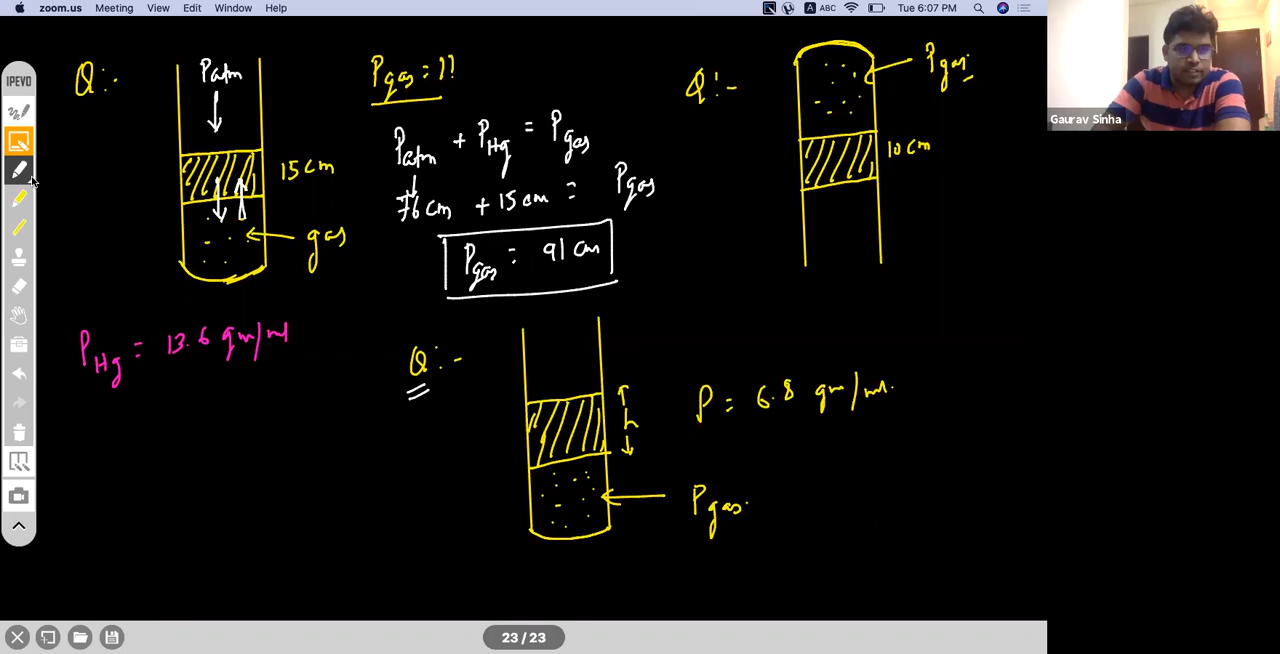 zoom.us Meeting View Edit Window Help
A ABC Tue 6:07 PM
IPEVO
Gaurav Sinha
Q:-
Patm
15 cm
gas
Pgas = ??
Patm + PHg = Pgas
76 cm + 15 cm = Pgas
Pgas = 91 cm
Q:-
Pgas
10 cm
ρHg = 13.6 gm/ml
Q:-
h
ρ = 6.8 gm/ml.
Pgas.
23 / 23